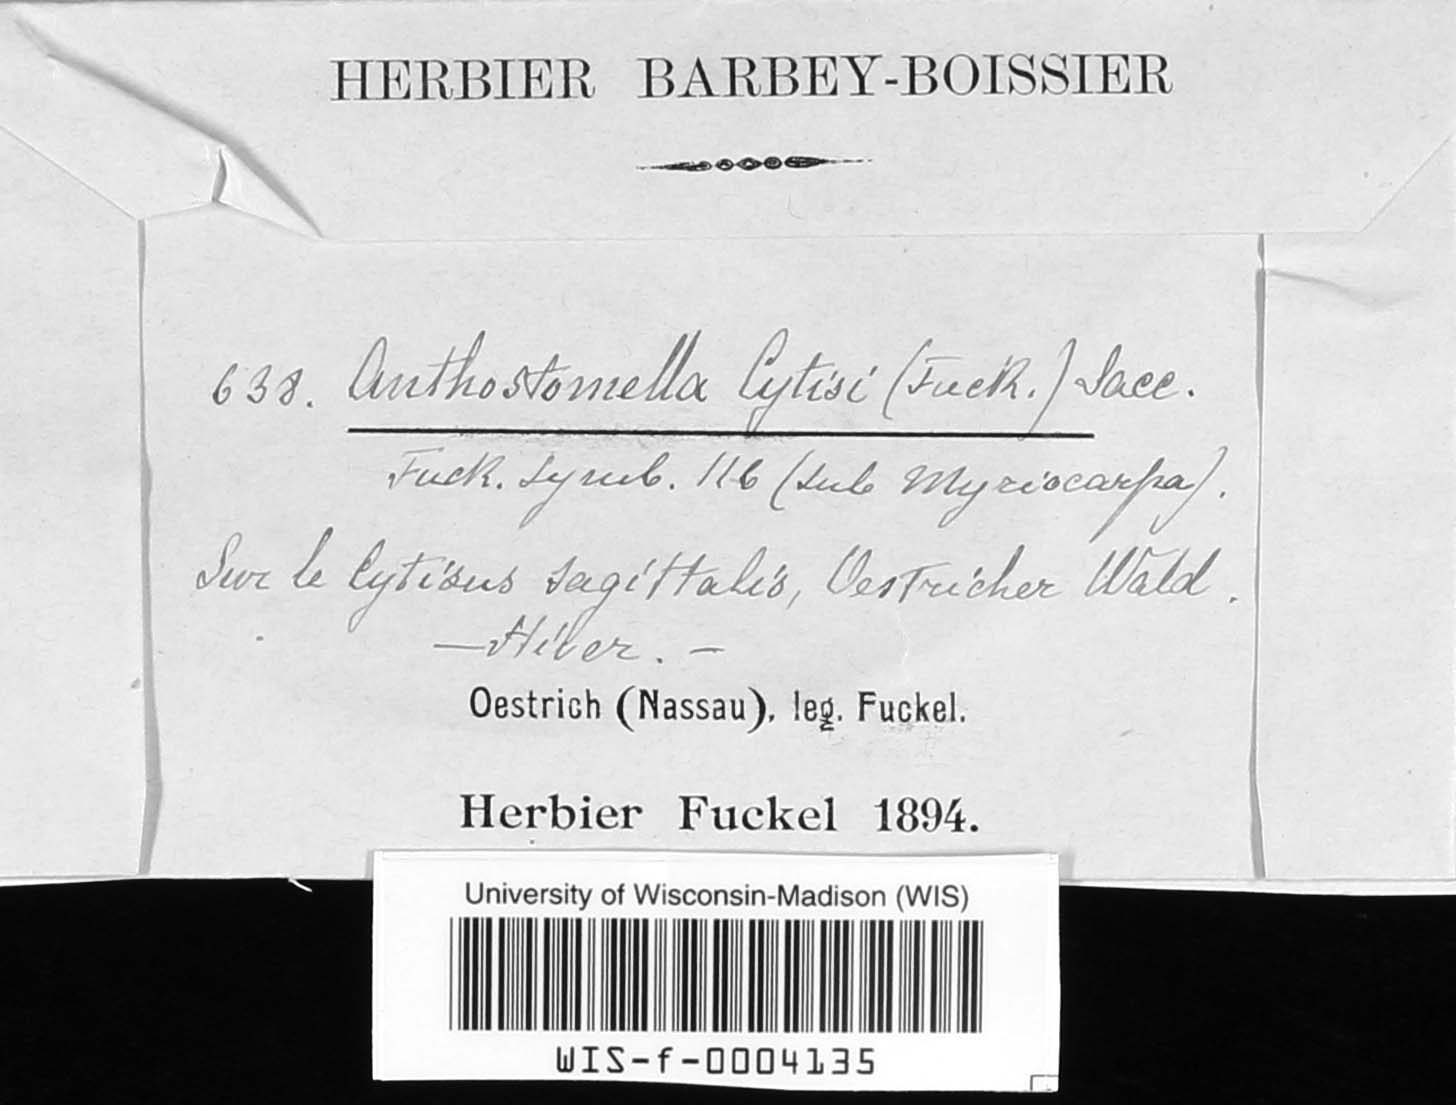 HERBIER BARBEY-BOISSIER
638. Anthostomella Cytisi (Fuck.) Sacc.
Fuck. Symb. 116 (sub Myriocarpa).
Sur le Cytisus sagittalis, Oestricher Wald.
— Hiver. —
Oestrich (Nassau), leg. Fuckel.
Herbier Fuckel 1894.
University of Wisconsin-Madison (WIS)
WIS-f-0004135